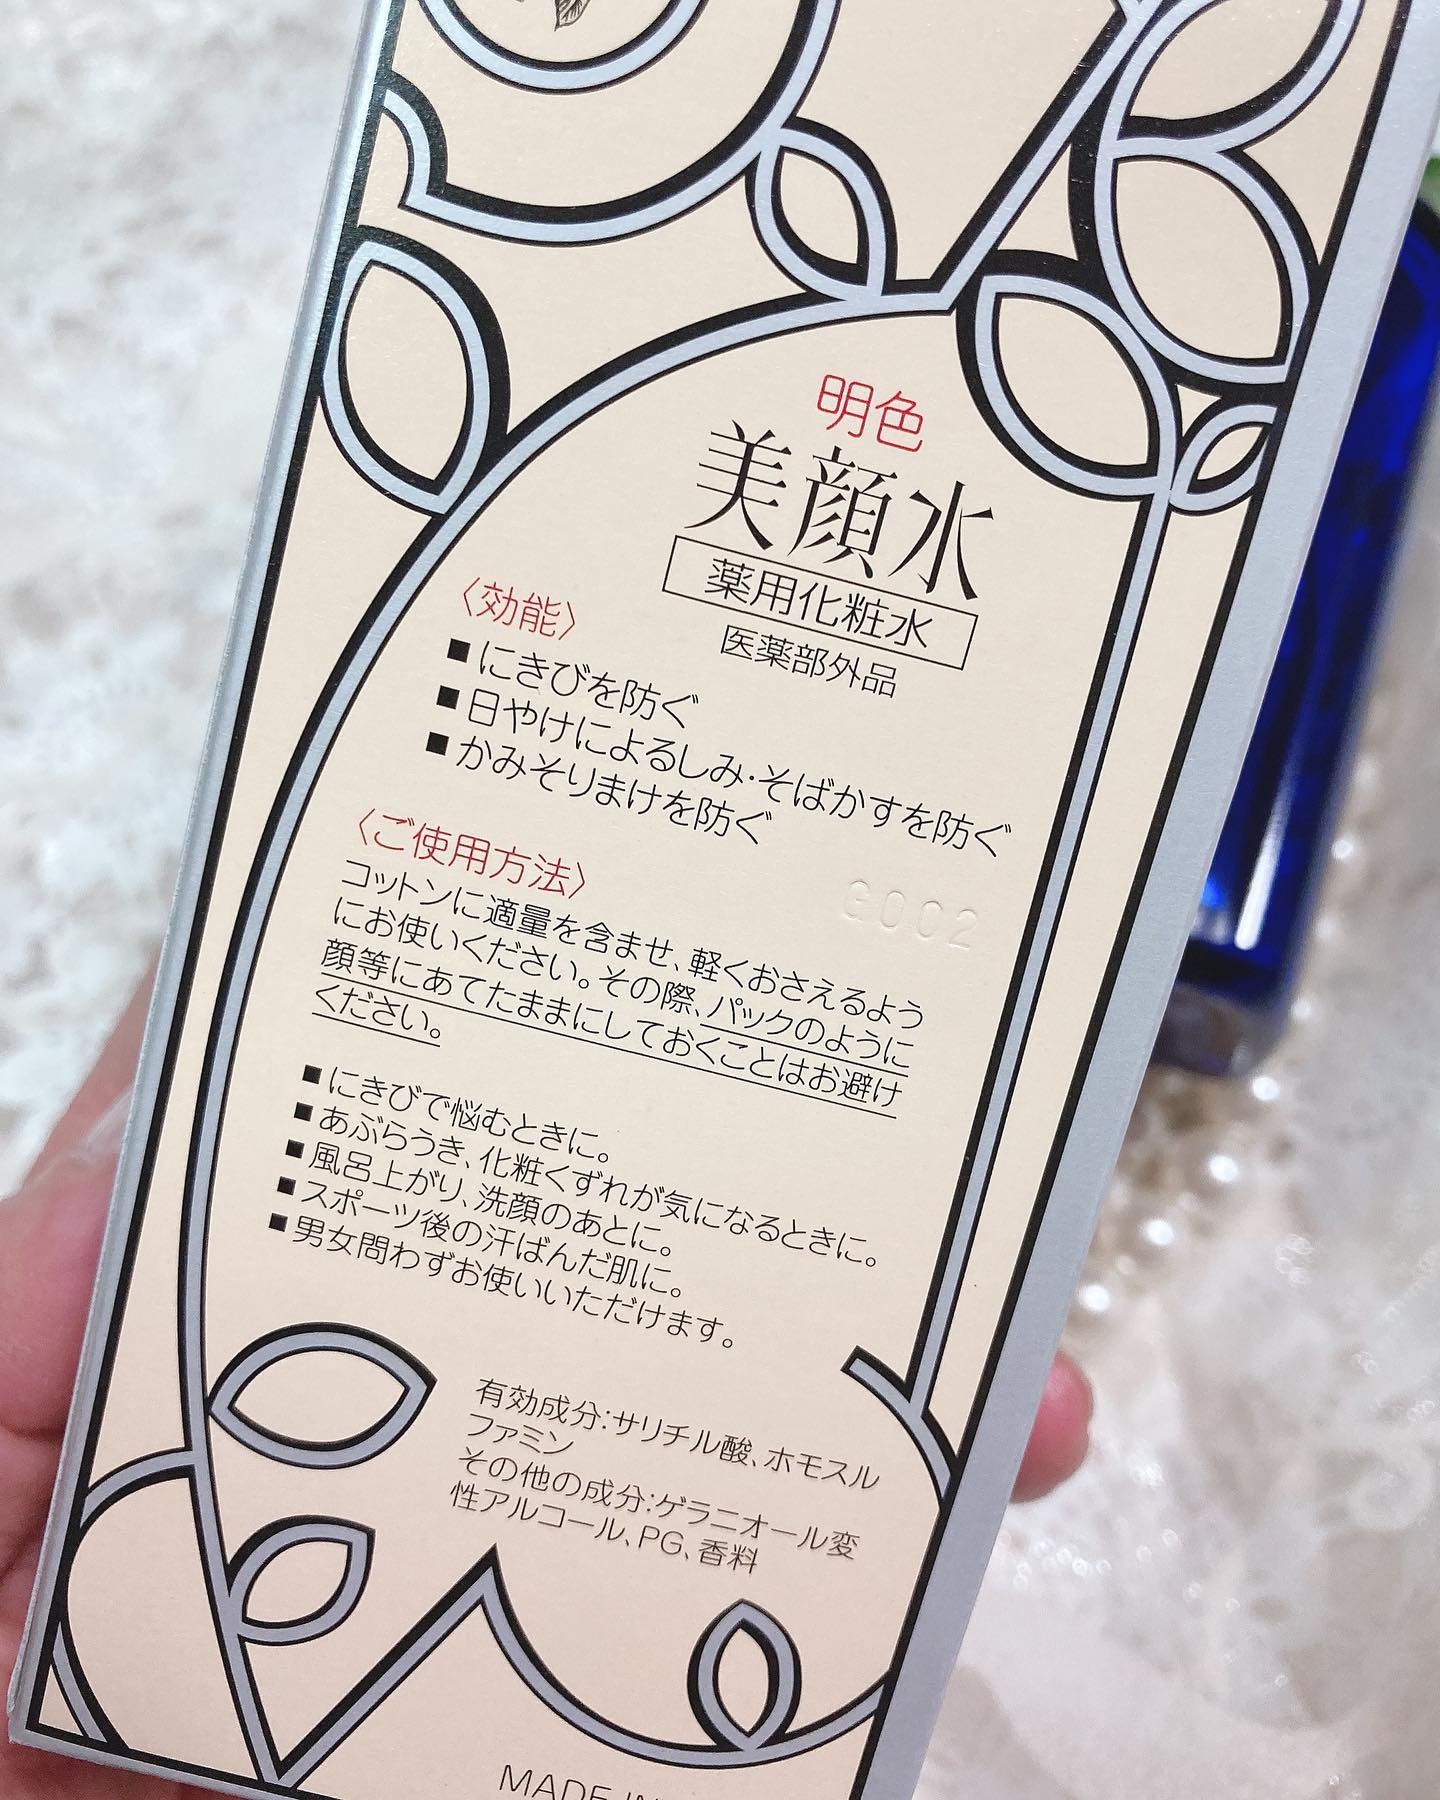 明色
美顔水
薬用化粧水
医薬部外品
〈効能〉
■にきびを防ぐ
■日やけによるしみ・そばかすを防ぐ
■かみそりまけを防ぐ
〈ご使用方法〉
G0C2
コットンに適量を含ませ、軽くおさえるよう
にお使いください。その際、パックのように
顔等にあてたままにしておくことはお避け
ください。
■にきびで悩むときに。
■あぶらうき、化粧くずれが気になるときに。
■風呂上がり、洗顔のあとに。
■スポーツ後の汗ばんだ肌に。
■男女問わずお使いいただけます。
有効成分:サリチル酸、ホモスル
ファミン
その他の成分:ゲラニオール変
性アルコール、PG、香料
MADE